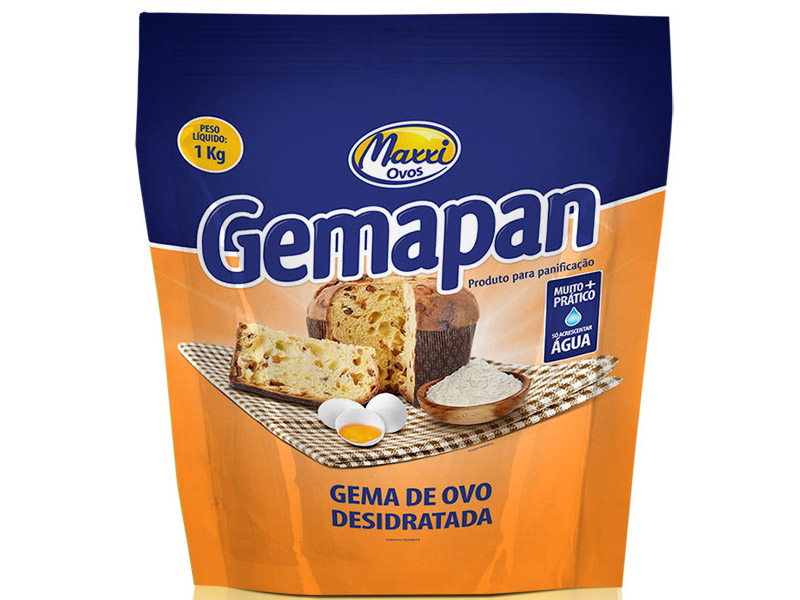 PESO
LÍQUIDO:
1 Kg
Maxxi
Ovos
Gemapan
Produto para panificação
MUITO +
PRÁTICO
SÓ ACRESCENTAR
ÁGUA
GEMA DE OVO
DESIDRATADA